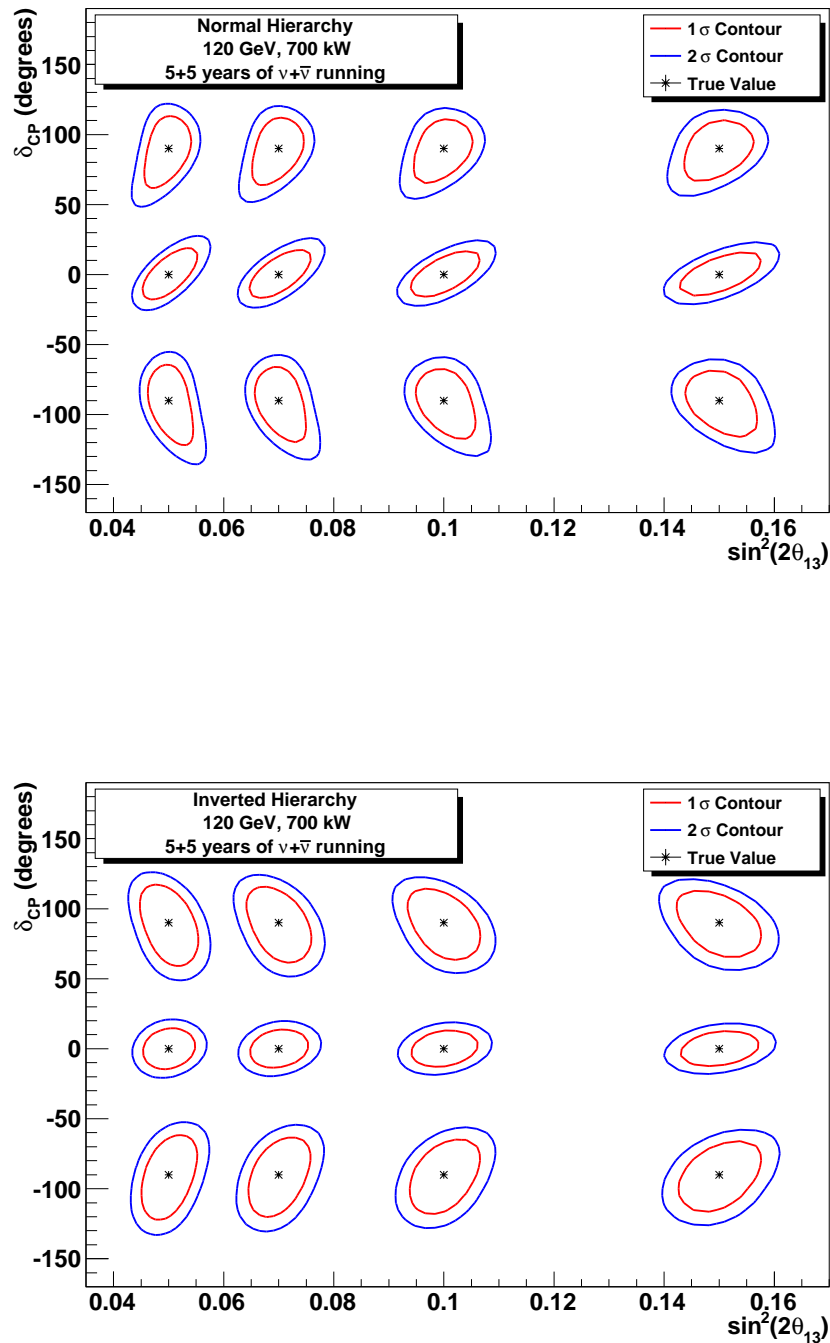 Normal Hierarchy
120 GeV, 700 kW
5+5 years of ν+ν̅ running
1 σ Contour
2 σ Contour
True Value
δCP (degrees)
150
100
50
0
-50
-100
-150
0.04 0.06 0.08 0.1 0.12 0.14 0.16
sin²(2θ₁₃)
Inverted Hierarchy
120 GeV, 700 kW
5+5 years of ν+ν̅ running
1 σ Contour
2 σ Contour
True Value
δCP (degrees)
150
100
50
0
-50
-100
-150
0.04 0.06 0.08 0.1 0.12 0.14 0.16
sin²(2θ₁₃)